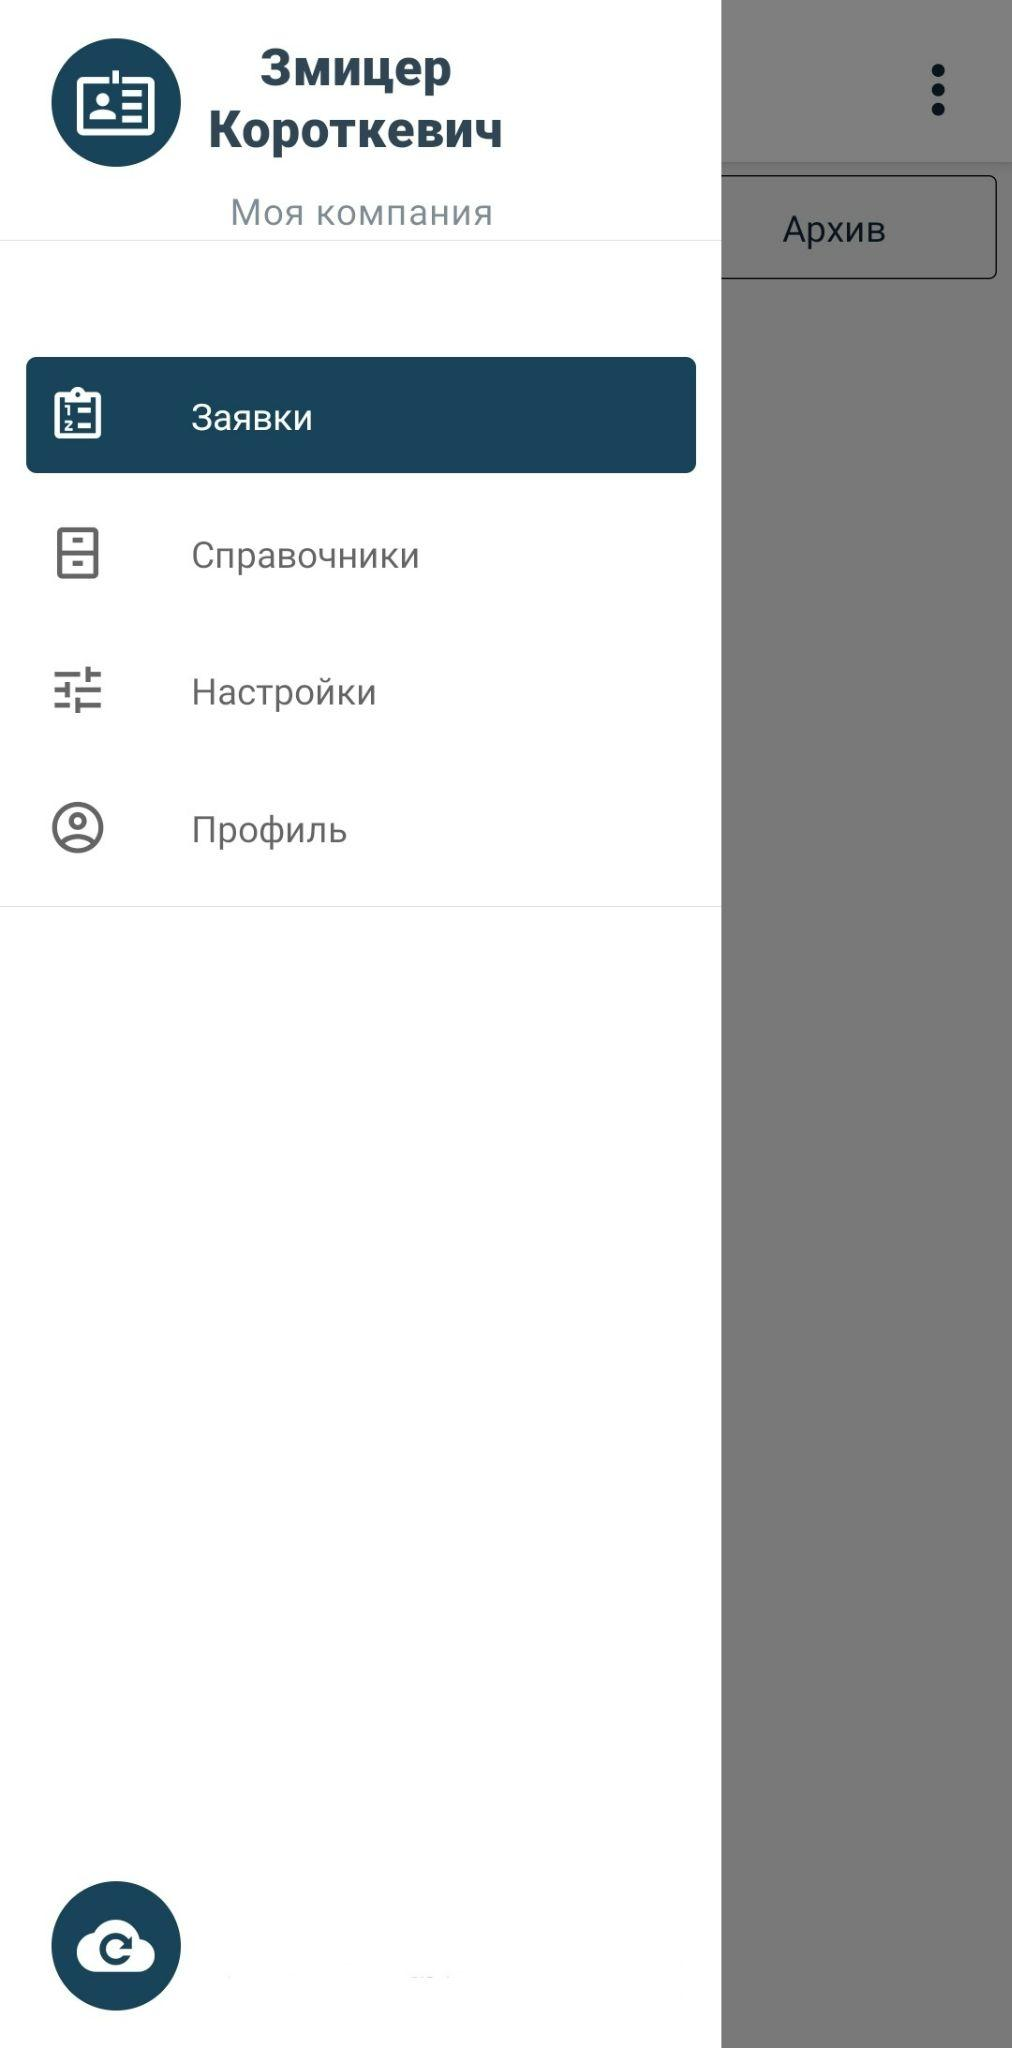 Змицер
Короткевич
Моя компания
Архив
Заявки
Справочники
Настройки
Профиль